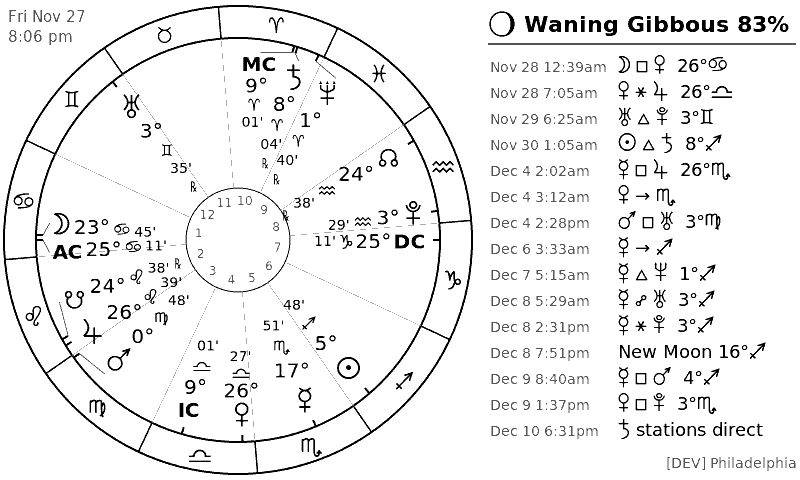 Fri Nov 27
8:06 pm
Waning Gibbous 83%
Nov 28 12:39am ☽ □ ♀ 26°♋
Nov 28 7:05am ♀ ⚹ ♃ 26°♎
Nov 29 6:25am ♅ △ ♇ 3°♊
Nov 30 1:05am ☉ △ ♄ 8°♐
Dec 4 2:02am ☿ □ ♃ 26°♏
Dec 4 3:12am ♀ → ♏
Dec 4 2:28pm ♂ □ ♅ 3°♍
Dec 6 3:33am ☿ → ♐
Dec 7 5:15am ☿ △ ♆ 1°♐
Dec 8 5:29am ☿ ☍ ♅ 3°♐
Dec 8 2:31pm ☿ ⚹ ♇ 3°♐
Dec 8 7:51pm New Moon 16°♐
Dec 9 8:40am ☿ □ ♂ 4°♐
Dec 9 1:37pm ♀ □ ♇ 3°♏
Dec 10 6:31pm ♄ stations direct
[DEV] Philadelphia
♈
♉
♊
♋
♌
♍
♎
♏
♐
♑
♒
♓
MC 9° ♈ 01'
♄ 8° ♈ 04' ℞
♆ 1° ♈ 40' ℞
♅ 3° ♊ 35' ℞
☊ 24° ♒ 38' ℞
♇ 3° ♒ 29'
DC 25° ♑ 11'
☽ 23° ♋ 45'
AC 25° ♋ 11'
☋ 24° ♌ 38' ℞
♃ 26° ♌ 39'
♂ 0° ♍ 48'
IC 9° ♎ 01'
♀ 26° ♎ 27'
☿ 17° ♏ 51'
☉ 5° ♐ 48'
1
2
3
4
5
6
7
8
9
10
11
12